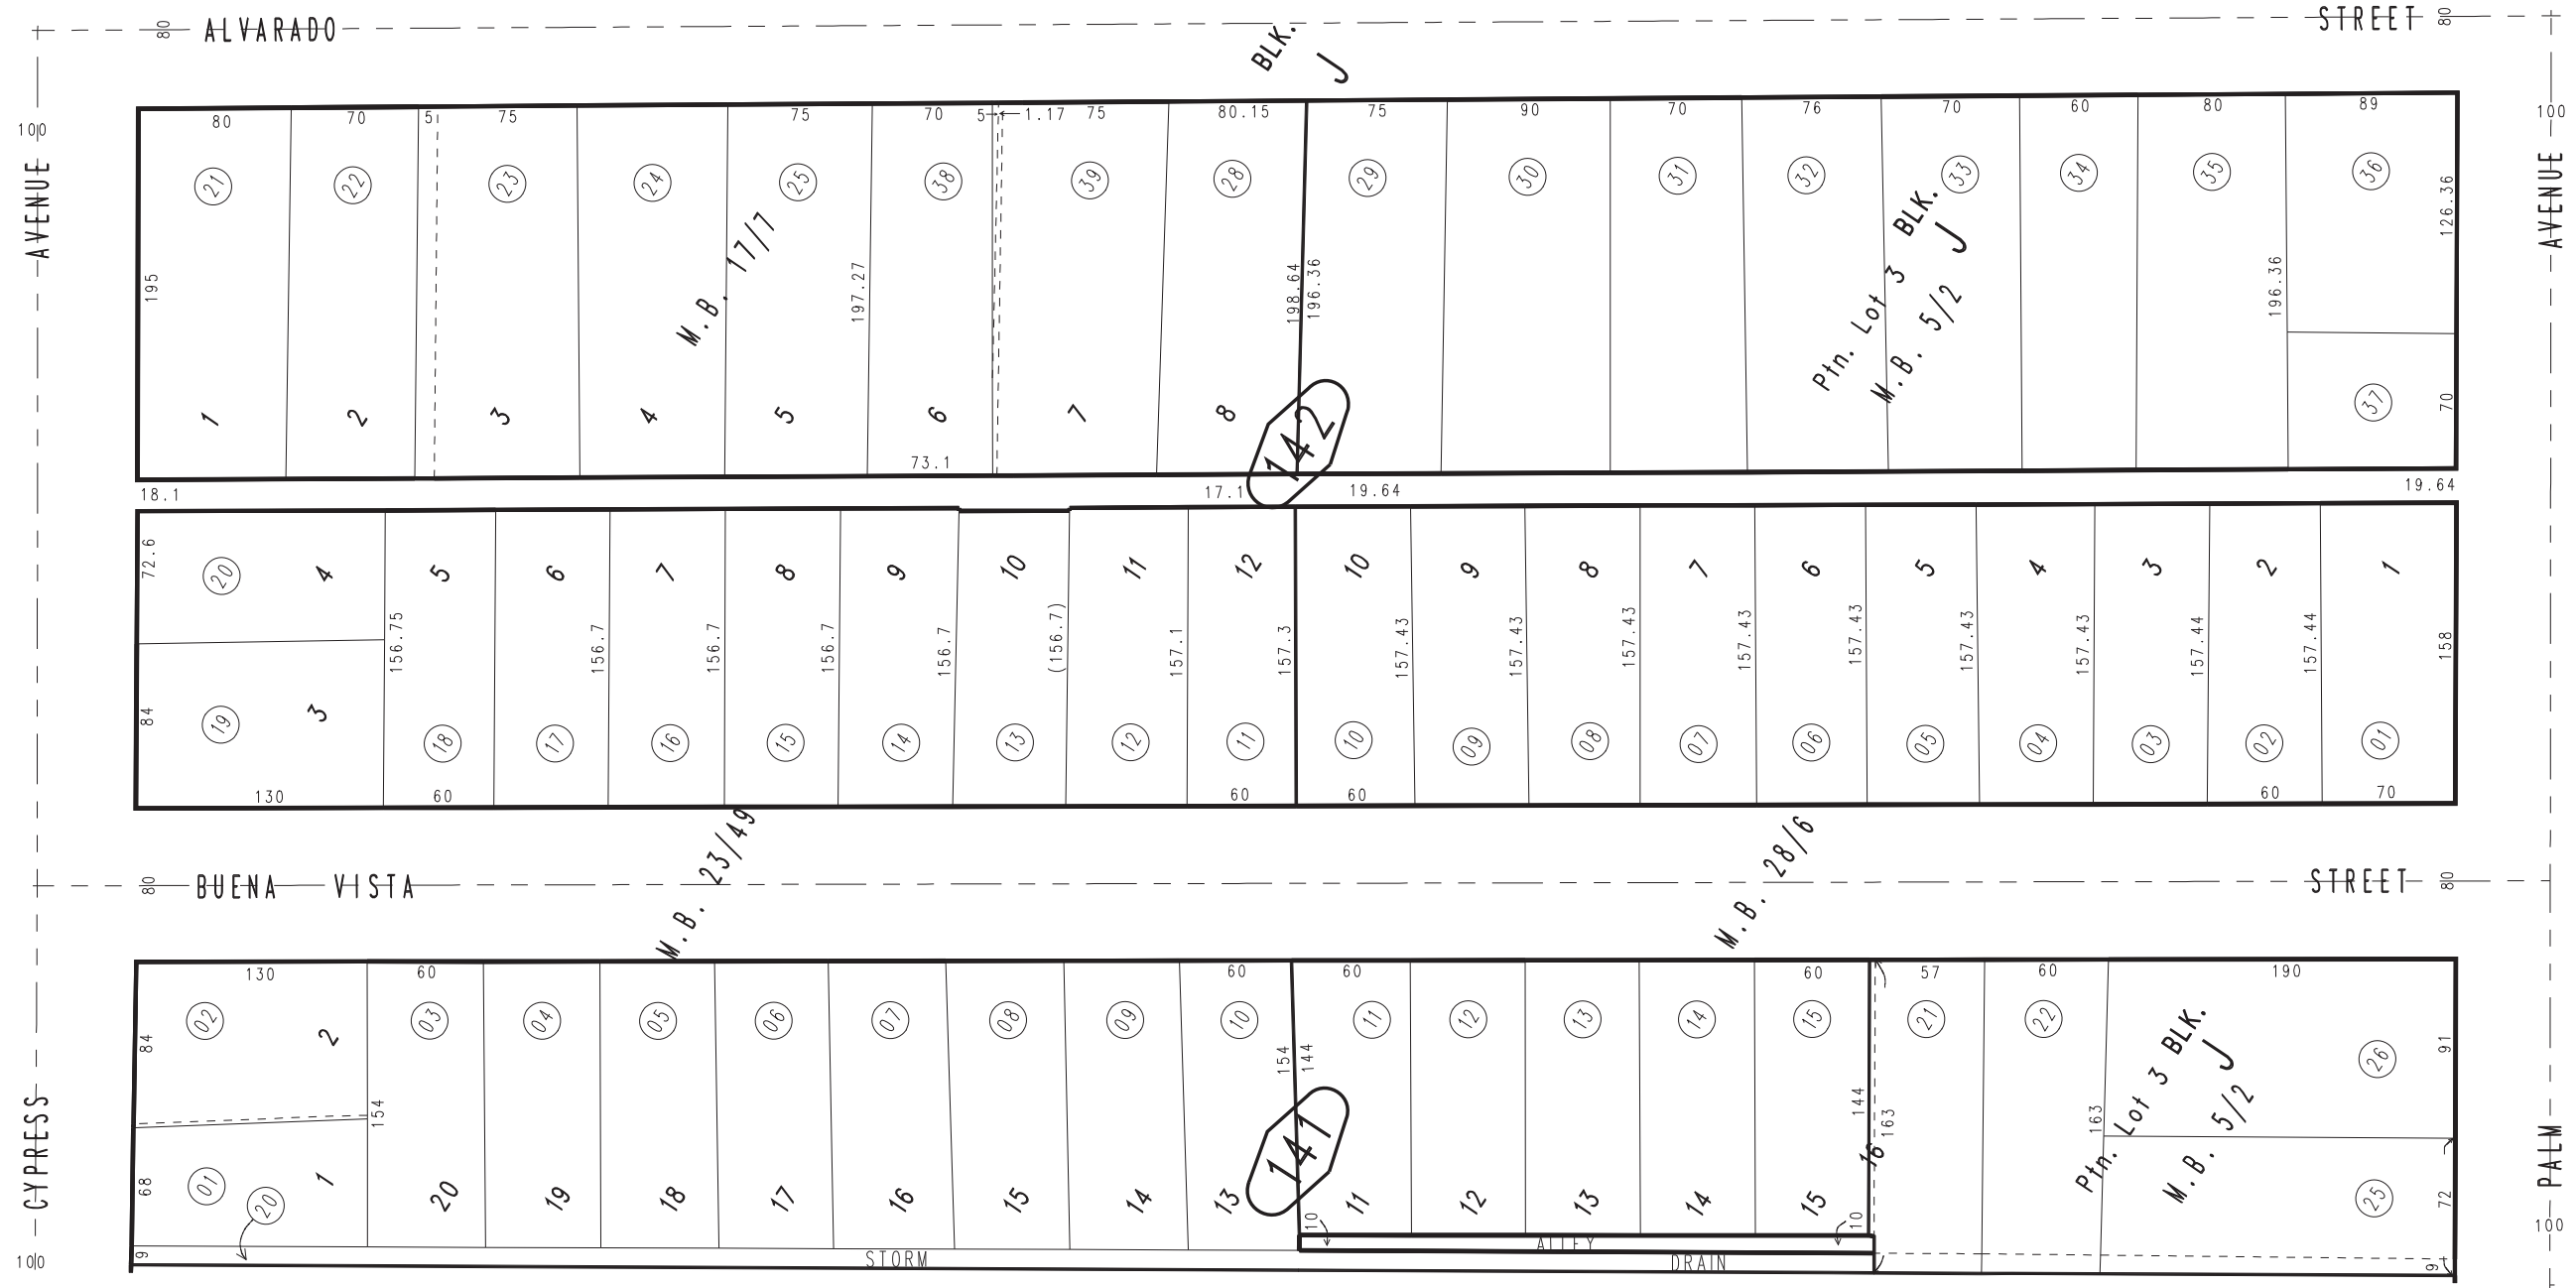 80 ALVARADO STREET 80
BLK. J
100 AVENUE
AVENUE 100
80 70 5 75 75 70 5 1.17 75 80.15 75 90 70 76 70 60 80 89
21 22 23 24 25 38 39 28 29 30 31 32 33 34 35 36
195 197.27 198.64 196.36 196.36 126.36
M.B. 17/7
Ptn. Lot 3 BLK. J
M.B. 5/2
1 2 3 4 5 6 7 8 37 70
73.1
142
18.1 17.1 19.64 19.64
72.6 20 4 5 6 7 8 9 10 11 12 10 9 8 7 6 5 4 3 2 1
156.75 156.7 156.7 156.7 156.7 (156.7) 157.1 157.3 157.43 157.43 157.43 157.43 157.43 157.43 157.43 157.44 157.44 158
84 19 3 18 17 16 15 14 13 12 11 10 09 08 07 06 05 04 03 02 01
130 60 60 60 60 70
M.B. 23/49
M.B. 28/6
80 BUENA VISTA STREET 80
130 60 60 60 60 57 60 190
02 03 04 05 06 07 08 09 10 11 12 13 14 15 21 22 26
84 2 154 154 144 144 163 163 91
Ptn. Lot 3 BLK. J
M.B. 5/2
141
68 01 1 20 19 18 17 16 15 14 13 11 12 13 14 15 16 25 72
20 10 10
9 STORM ALLEY DRAIN 9
CYPRESS 100
PALM 100